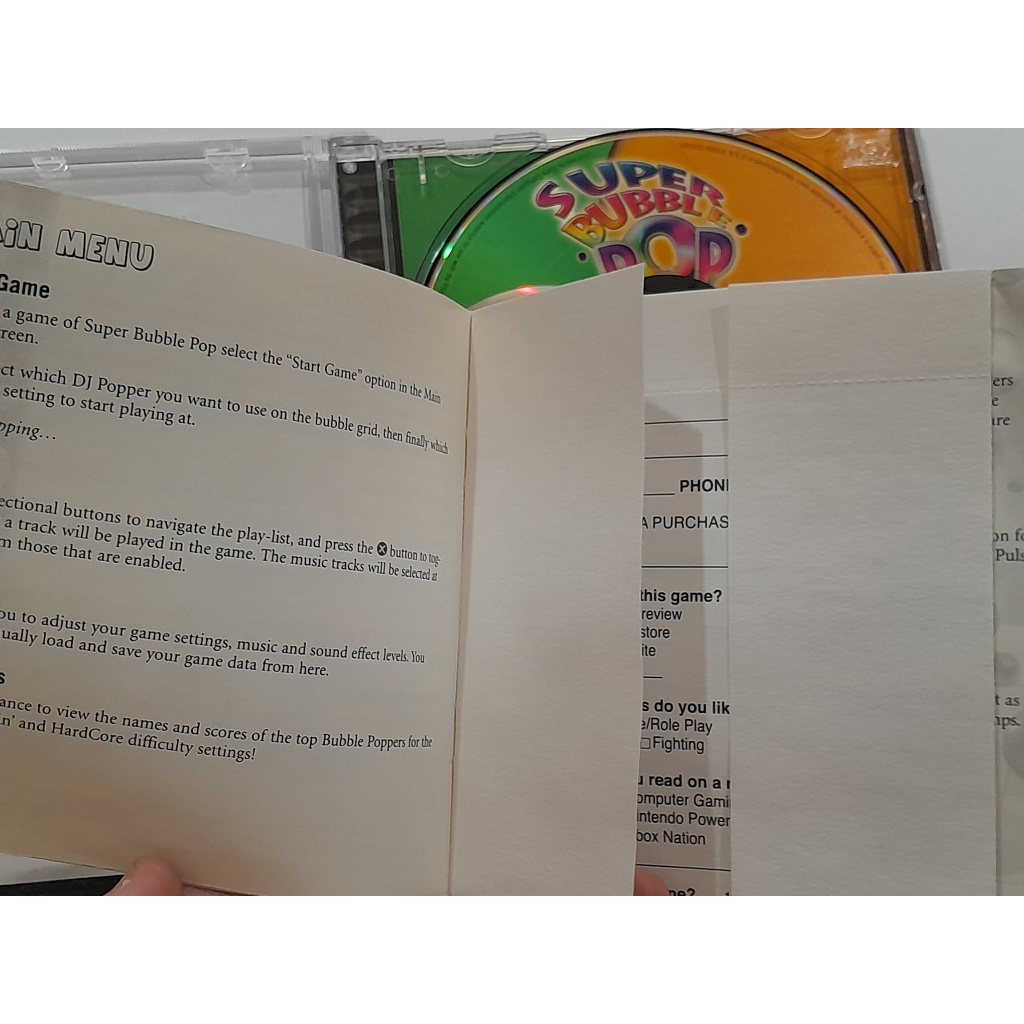 SUPER
BUBBLE
POP
MAIN MENU
Game
a game of Super Bubble Pop select the “Start Game” option in the Main
reen.
ct which DJ Popper you want to use on the bubble grid, then finally which
setting to start playing at.
pping…
ectional buttons to navigate the play-list, and press the ⊗ button to tog-
a track will be played in the game. The music tracks will be selected at
m those that are enabled.
ou to adjust your game settings, music and sound effect levels. You
ually load and save your game data from here.
s
ance to view the names and scores of the top Bubble Poppers for the
in’ and HardCore difficulty settings!
PHON
A PURCHAS
this game?
review
store
ite
s do you lik
e/Role Play
Fighting
u read on a
omputer Gami
intendo Power
box Nation
me?
ers
e
ire
on fo
Puls
t as
nps.